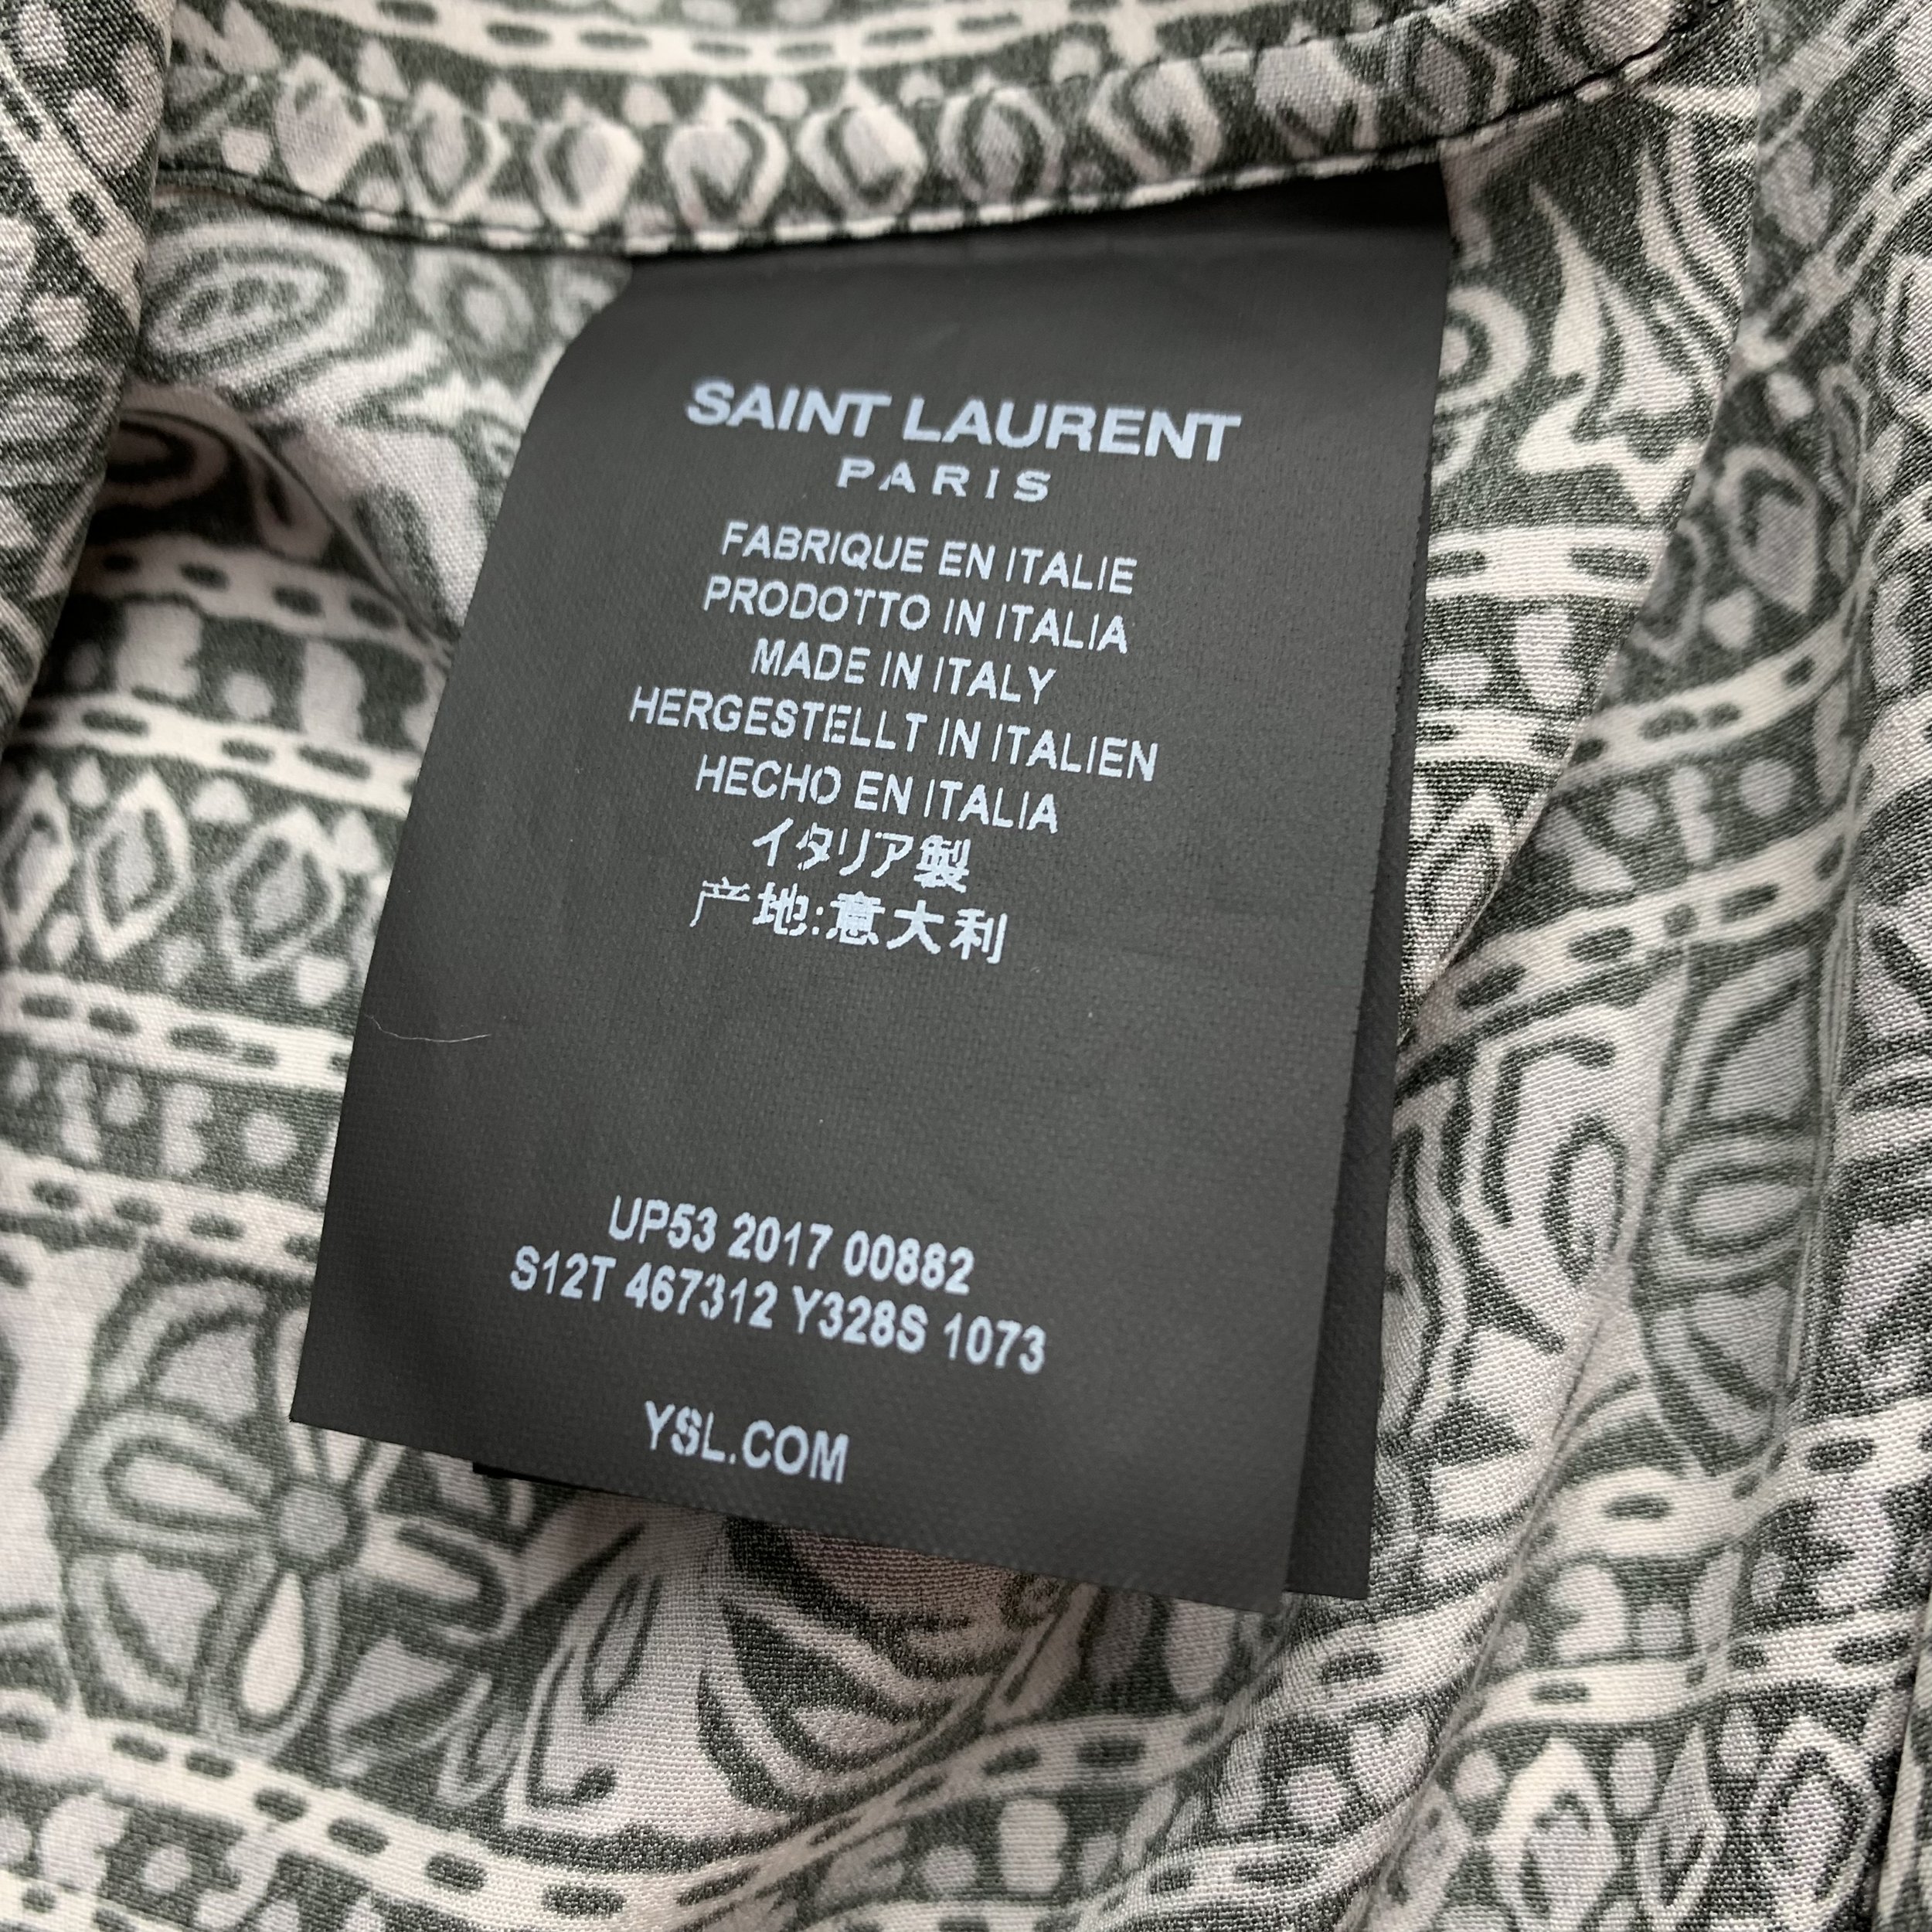 SAINT LAURENT
PARIS
FABRIQUE EN ITALIE
PRODOTTO IN ITALIA
MADE IN ITALY
HERGESTELLT IN ITALIEN
HECHO EN ITALIA
イタリア製
产地:意大利
UP53 2017 00882
S12T 467312 Y328S 1073
YSL.COM